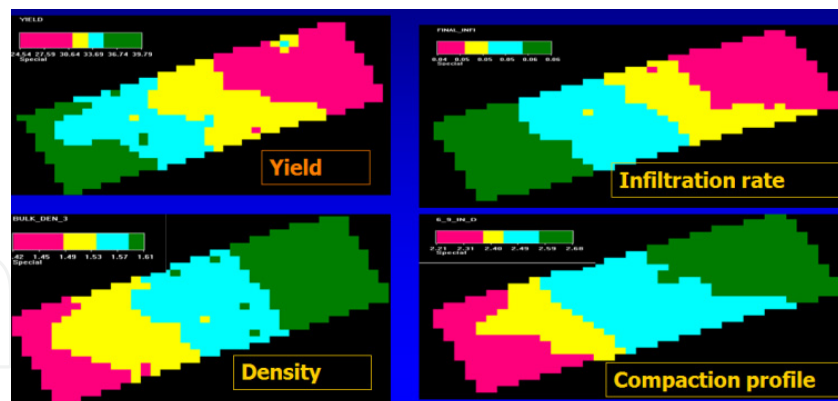 YIELD
24.54 27.59 30.64 33.69 36.74 39.79
Special
Yield
FINAL_INFI
0.04 0.05 0.05 0.05 0.06 0.06
Special
Infiltration rate
BULK_DEN_3
.42 1.45 1.49 1.53 1.57 1.61
Special
Density
6_9_IN_D
2.21 2.31 2.40 2.49 2.59 2.68
Special
Compaction profile